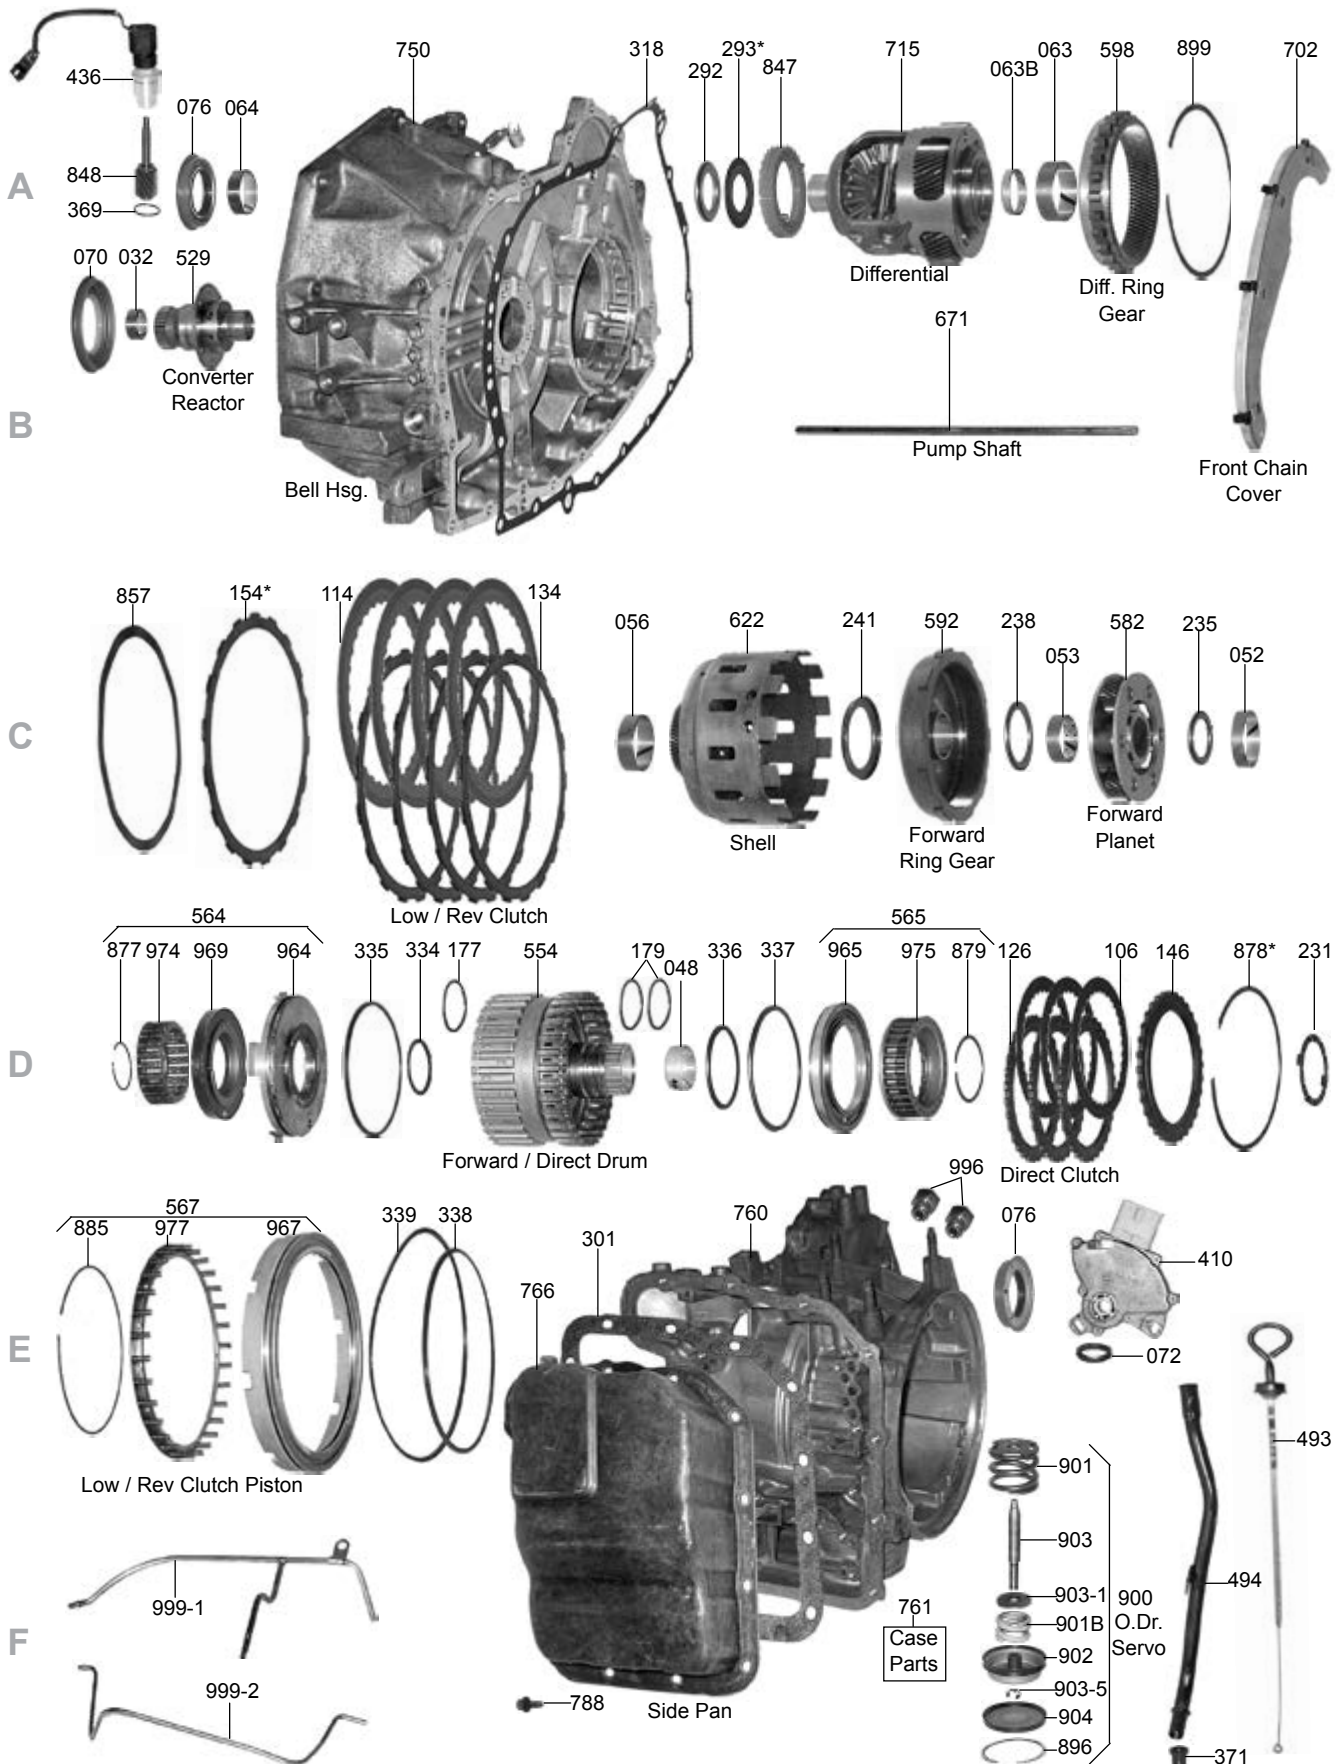 436
750
318
292
293*
847
715
063B
063
598
899
702
076
064
A
848
369
Differential
Diff. Ring
Gear
070
032
529
671
Converter
Reactor
B
Pump Shaft
Bell Hsg.
Front Chain
Cover
857
154*
114
134
056
622
241
592
238
053
582
235
052
C
Shell
Forward
Ring Gear
Forward
Planet
Low / Rev Clutch
564
565
877
974
969
964
335
334
177
554
179
048
336
337
965
975
879
126
106
146
878*
231
D
Forward / Direct Drum
Direct Clutch
567
885
977
967
339
338
301
766
760
996
076
410
072
E
493
Low / Rev Clutch Piston
901
903
903-1
901B
902
903-5
904
896
900
O.Dr.
Servo
494
371
999-1
F
999-2
761
Case
Parts
788
Side Pan